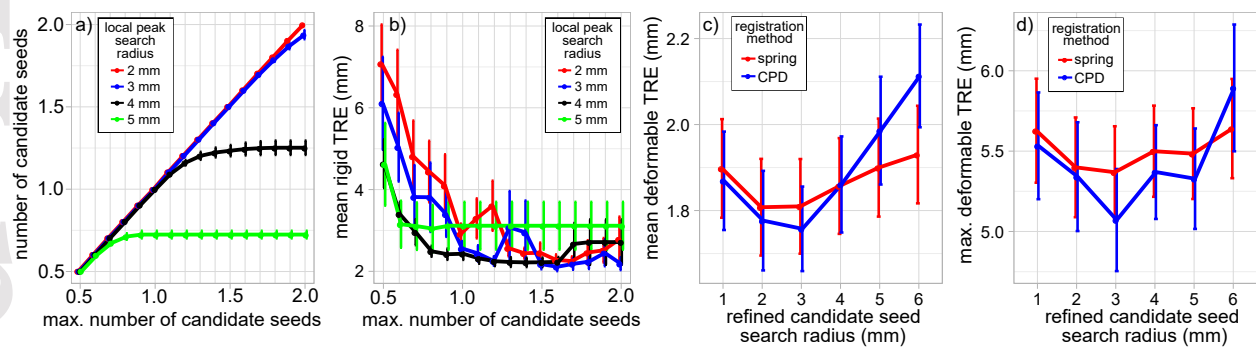 a)
number of candidate seeds
2.0
1.5
1.0
0.5
local peak
search
radius
2 mm
3 mm
4 mm
5 mm
0.5 1.0 1.5 2.0
max. number of candidate seeds
b)
mean rigid TRE (mm)
8
6
4
2
local peak
search
radius
2 mm
3 mm
4 mm
5 mm
0.5 1.0 1.5 2.0
max. number of candidate seeds
c)
mean deformable TRE (mm)
2.2
2.0
1.8
registration
method
spring
CPD
1 2 3 4 5 6
refined candidate seed
search radius (mm)
d)
max. deformable TRE (mm)
6.0
5.5
5.0
registration
method
spring
CPD
1 2 3 4 5 6
refined candidate seed
search radius (mm)